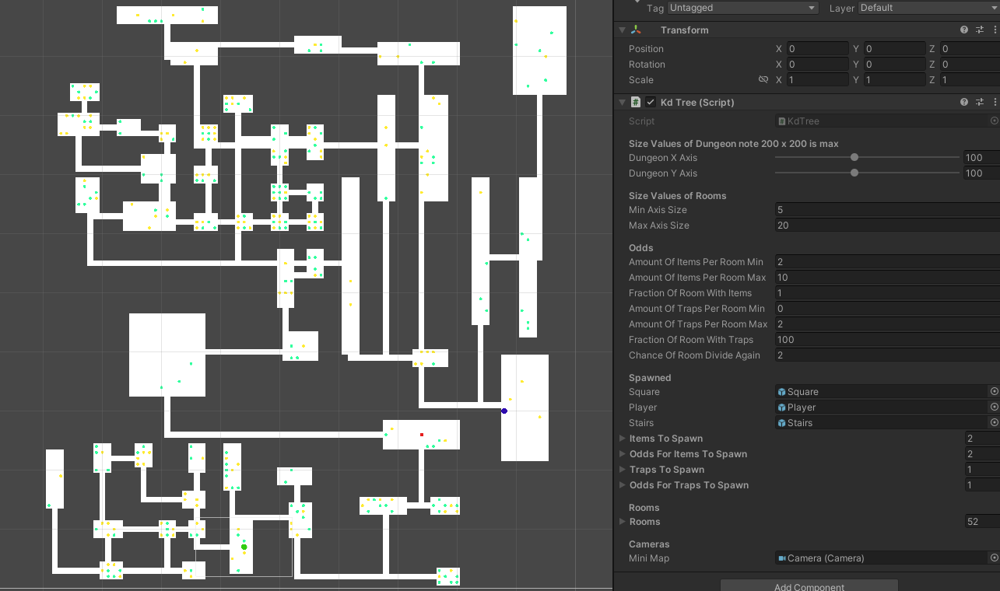 Tag Untagged Layer Default
Transform
Position X 0 Y 0 Z 0
Rotation X 0 Y 0 Z 0
Scale X 1 Y 1 Z 1
Kd Tree (Script)
Script KdTree
Size Values of Dungeon note 200 x 200 is max
Dungeon X Axis 100
Dungeon Y Axis 100
Size Values of Rooms
Min Axis Size 5
Max Axis Size 20
Odds
Amount Of Items Per Room Min 2
Amount Of Items Per Room Max 10
Fraction Of Room With Items 1
Amount Of Traps Per Room Min 0
Amount Of Traps Per Room Max 2
Fraction Of Room With Traps 100
Chance Of Room Divide Again 2
Spawned
Square Square
Player Player
Stairs Stairs
Items To Spawn 2
Odds For Items To Spawn 2
Traps To Spawn 1
Odds For Traps To Spawn 1
Rooms
Rooms 52
Cameras
Mini Map Camera (Camera)
Add Component